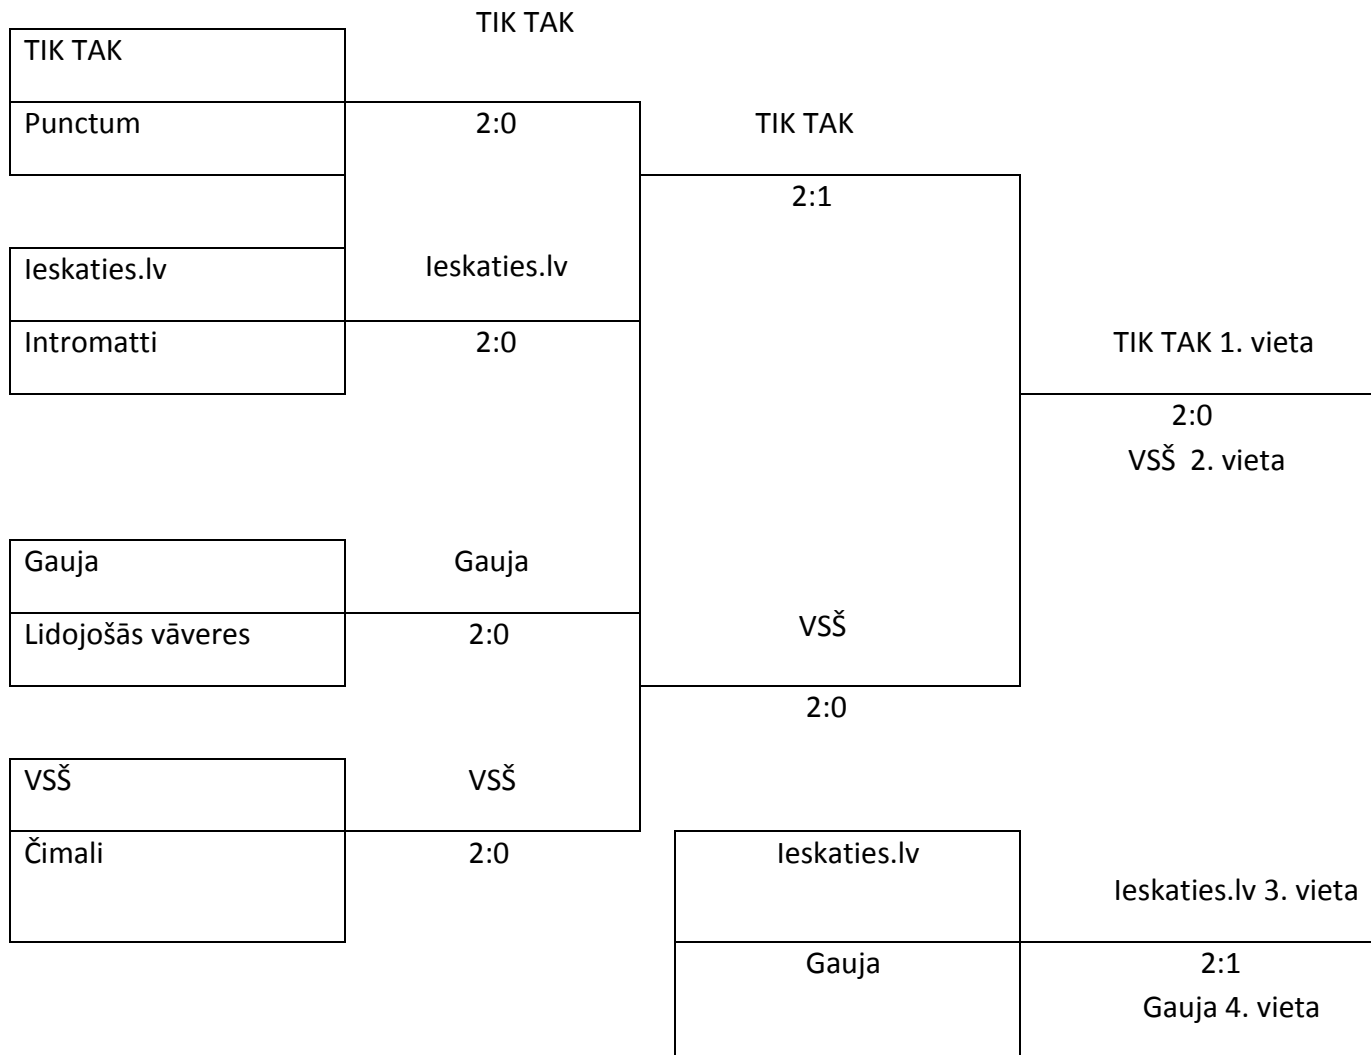 TIK TAK
TIK TAK
Punctum
2:0
TIK TAK
2:1
Ieskaties.lv
Ieskaties.lv
Intromatti
2:0
TIK TAK 1. vieta
2:0
VSŠ  2. vieta
Gauja
Gauja
Lidojošās vāveres
2:0
VSŠ
2:0
VSŠ
VSŠ
Čimali
2:0
Ieskaties.lv
Ieskaties.lv 3. vieta
Gauja
2:1
Gauja 4. vieta